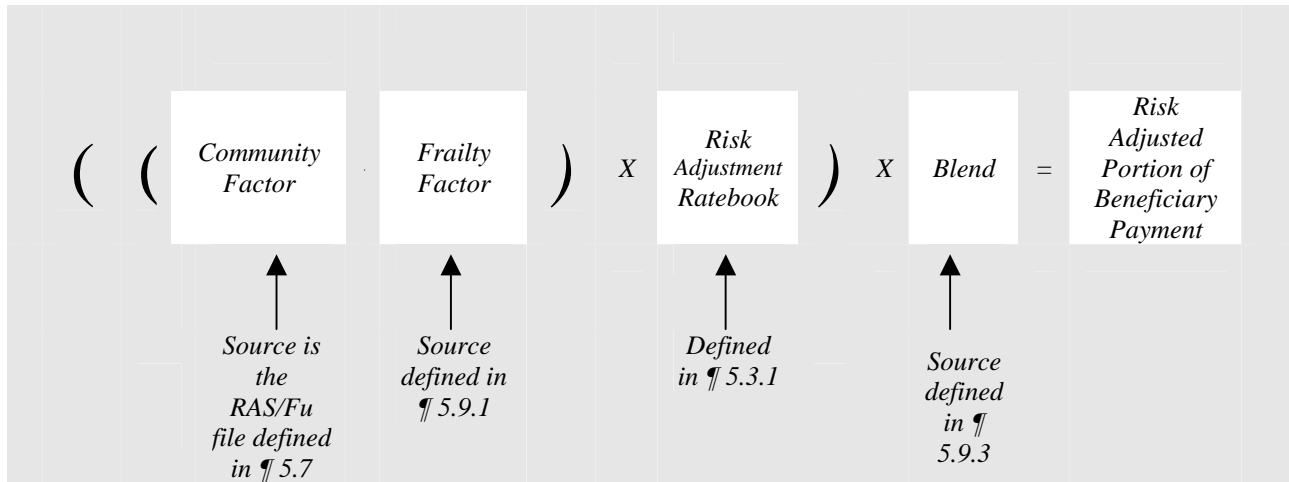 ( ( Community Factor . Frailty Factor ) X Risk Adjustment Ratebook ) X Blend = Risk Adjusted Portion of Beneficiary Payment
Source is
the
RAS/Fu
file defined
in ¶ 5.7
Source
defined in
¶ 5.9.1
Defined
in ¶ 5.3.1
Source
defined
in ¶
5.9.3